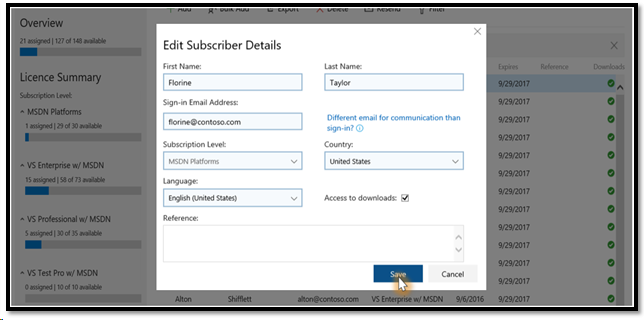 Add
Bulk Add
Export
Delete
Resend
Filter
Overview
21 assigned | 127 of 148 available
Licence Summary
Subscription Level:
MSDN Platforms
1 assigned | 29 of 30 available
VS Enterprise w/ MSDN
15 assigned | 58 of 73 available
VS Professional w/ MSDN
5 assigned | 30 of 35 available
VS Test Pro w/ MSDN
0 assigned | 10 of 10 available
Edit Subscriber Details
First Name:
Last Name:
Florine
Taylor
Sign-in Email Address:
florine@contoso.com
Different email for communication than
sign-in?
Subscription Level:
Country:
MSDN Platforms
United States
Language:
English (United States)
Access to downloads:
Reference:
Save
Cancel
Expires
Reference
Downloads
9/29/2017
9/29/2017
9/29/2017
9/29/2017
9/29/2017
9/29/2017
9/29/2017
9/29/2017
9/29/2017
9/29/2017
9/29/2017
9/29/2017
Alton
Shifflett
alton@contoso.com
VS Enterprise w/ MSDN
9/6/2016
9/29/2017